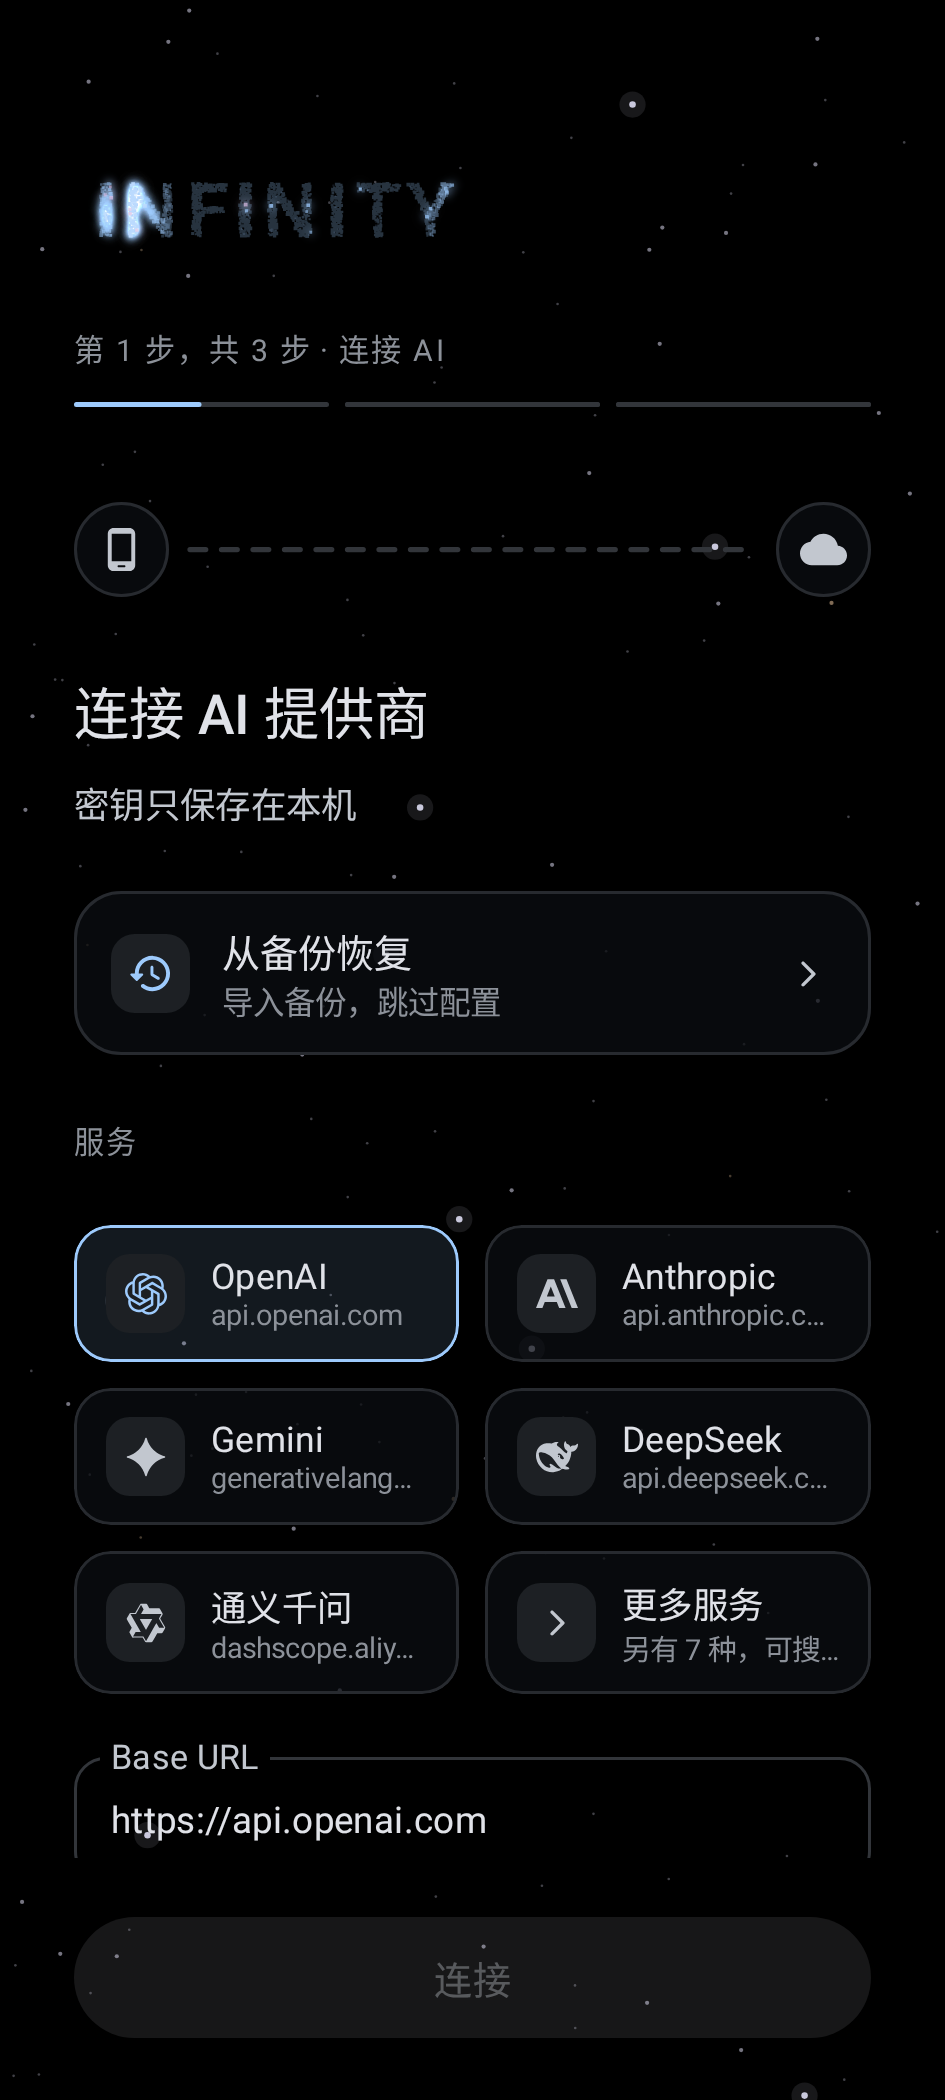 INFINITY
第 1 步，共 3 步 · 连接 AI
连接 AI 提供商
密钥只保存在本机
从备份恢复
导入备份，跳过配置
服务
OpenAI
api.openai.com
Anthropic
api.anthropic.c...
Gemini
generativelang...
DeepSeek
api.deepseek.c...
通义千问
dashscope.aliy...
更多服务
另有 7 种，可搜...
Base URL
https://api.openai.com
连接